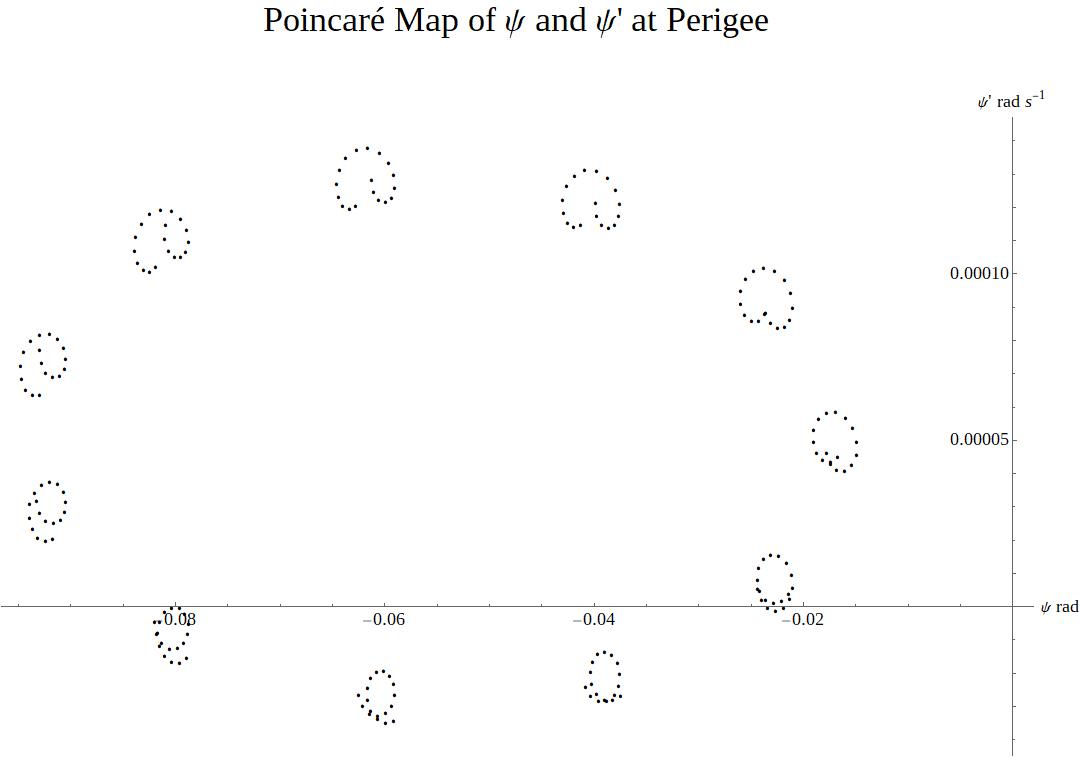 Poincaré Map of ψ and ψ' at Perigee
ψ' rad s⁻¹
0.00010
0.00005
−0.08
−0.06
−0.04
−0.02
ψ rad